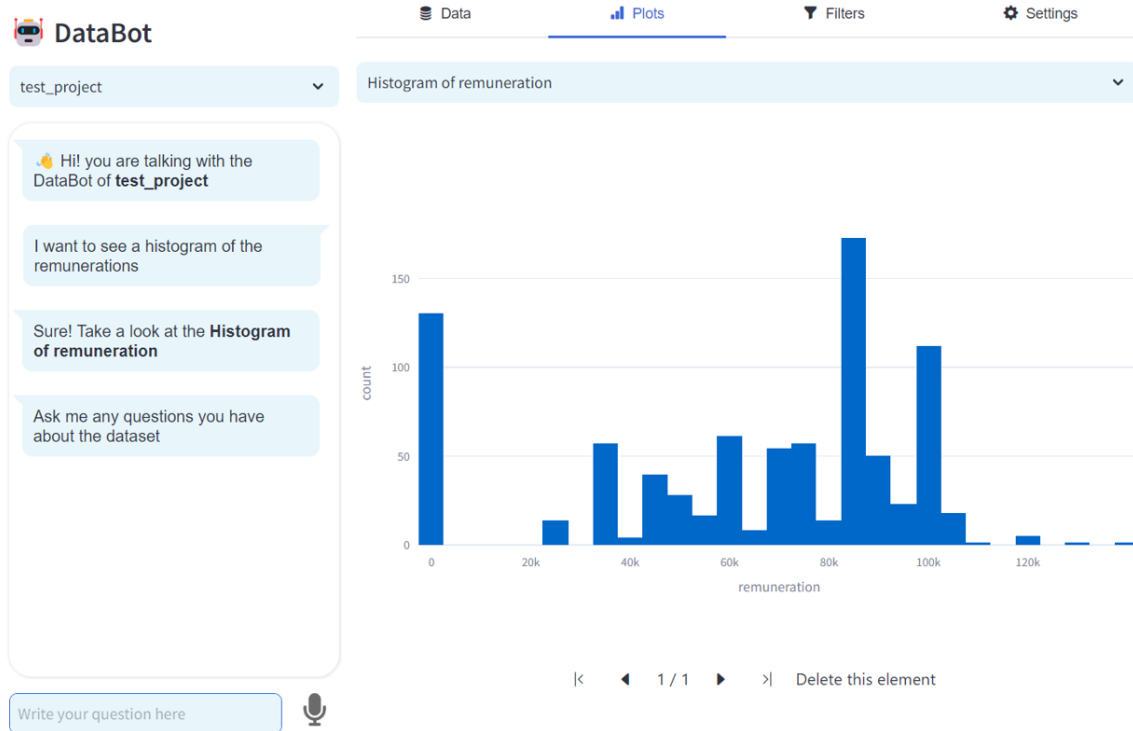 DataBot
test_project
👋 Hi! you are talking with the
DataBot of test_project
I want to see a histogram of the
remunerations
Sure! Take a look at the Histogram
of remuneration
Ask me any questions you have
about the dataset
Write your question here
Data
Plots
Filters
Settings
Histogram of remuneration
150
100
50
0
count
0
20k
40k
60k
80k
100k
120k
remuneration
1 / 1
Delete this element